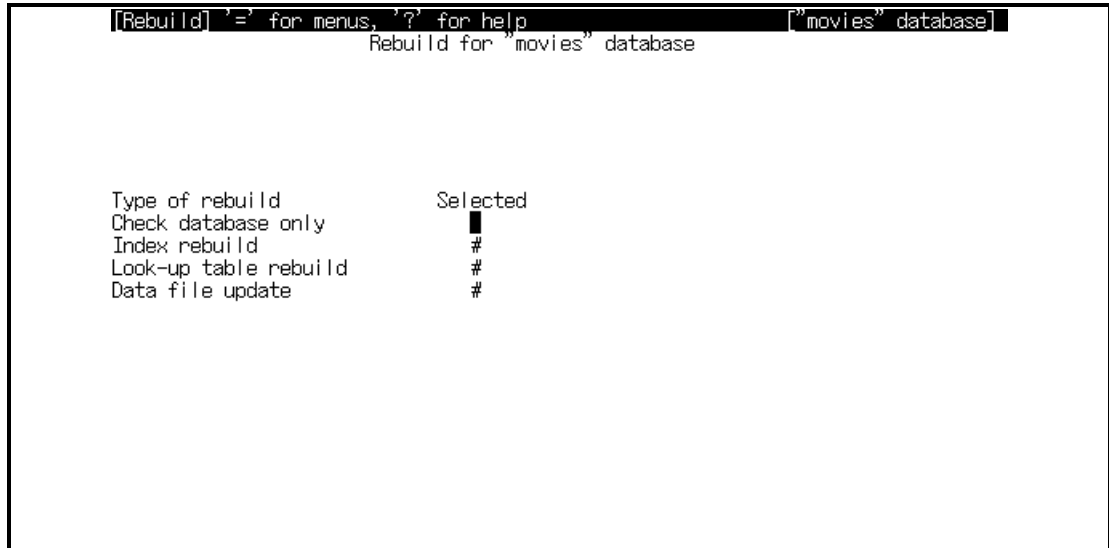 [Rebuild] '=' for menus, '?' for help ["movies" database]
Rebuild for "movies" database
Type of rebuild Selected
Check database only
Index rebuild #
Look-up table rebuild #
Data file update #